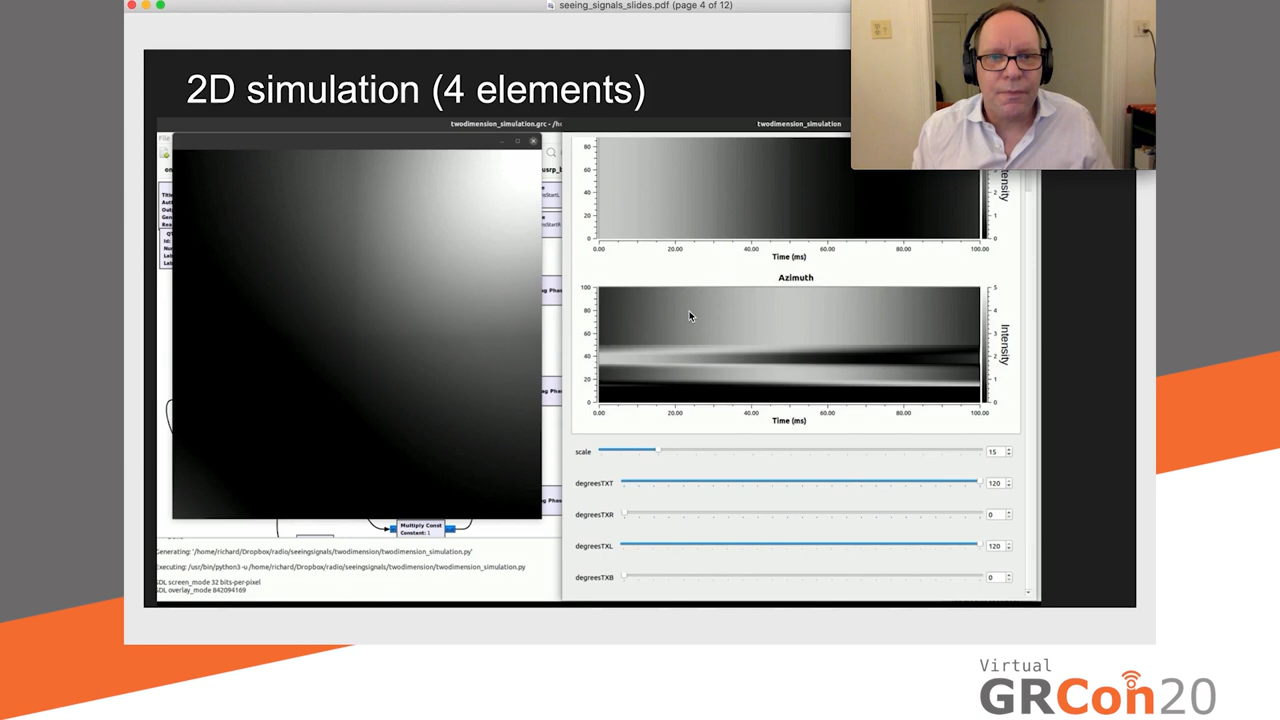 seeing_signals_slides.pdf (page 4 of 12)
2D simulation (4 elements)
twodimension_simulation.grc - /h
twodimension_simulation
File
80
60
40
20
0
0.00 20.00 40.00 60.00 80.00 100.00
Time (ms)
3
2
1
0
Azimuth
100
80
60
40
20
0
0.00 20.00 40.00 60.00 80.00 100.00
Time (ms)
5
4
3
2
1
0
Intensity
scale 15
degreesTXT 120
degreesTXR 0
degreesTXL 120
degreesTXB 0
Multiply Const
Constant: 1
Generating: '/home/richard/Dropbox/radio/seeingsignals/twodimension/twodimension_simulation.py'
Executing: /usr/bin/python3 -u /home/richard/Dropbox/radio/seeingsignals/twodimension/twodimension_simulation.py
SDL screen_mode 32 bits-per-pixel
SDL overlay_mode 842094169
Virtual
GRCon20